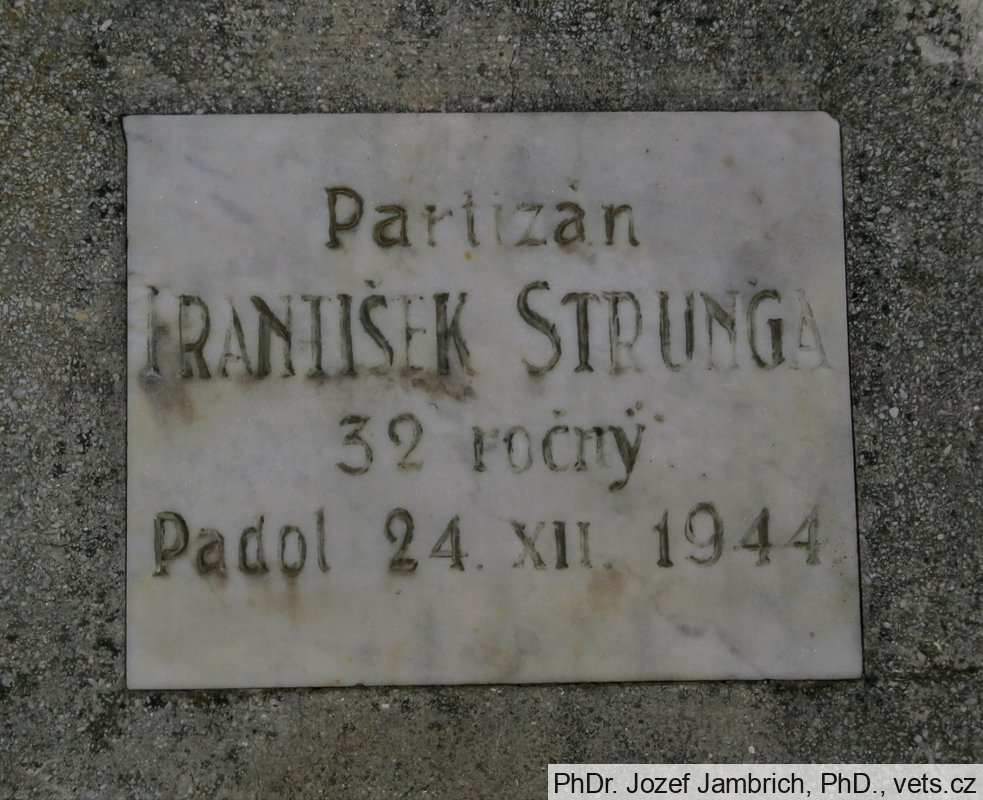 Partizán
FRANTIŠEK STRUNGA
32 ročný
Padol 24. XII. 1944
PhDr. Jozef Jambrich, PhD., vets.cz